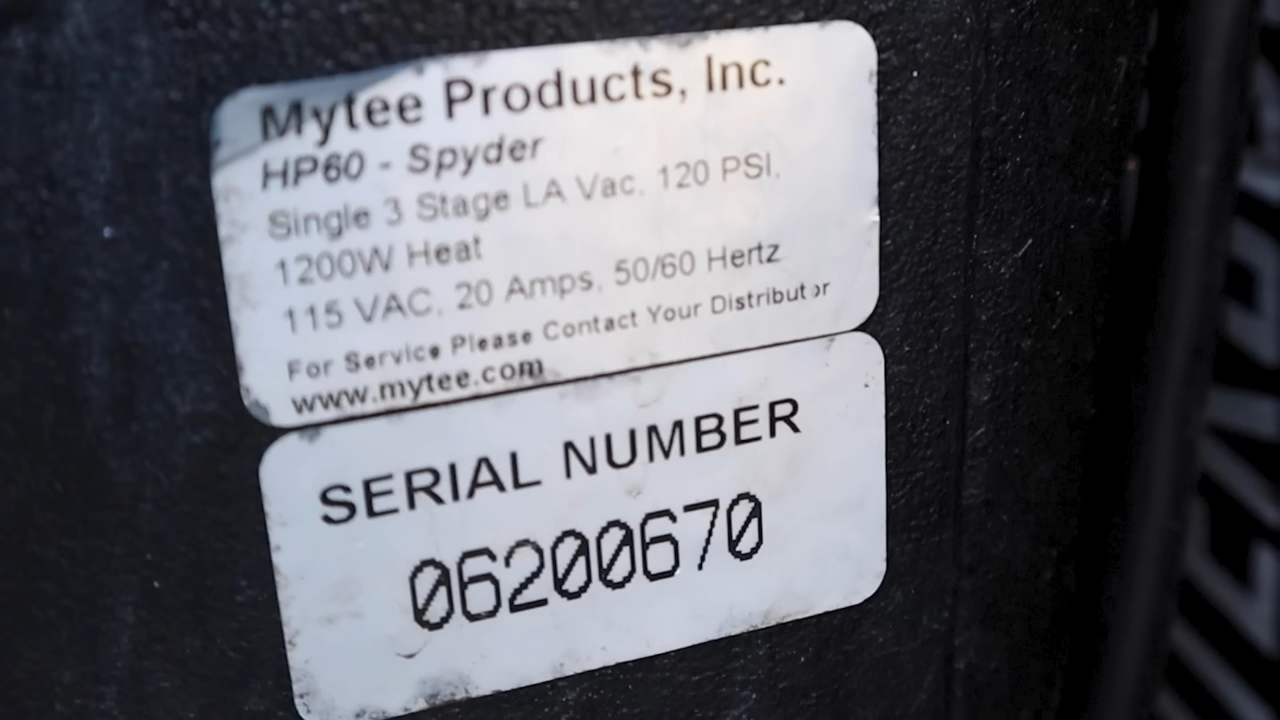 Mytee Products, Inc.
HP60 - Spyder
Single 3 Stage LA Vac, 120 PSI,
1200W Heat
115 VAC, 20 Amps, 50/60 Hertz
For Service Please Contact Your Distributor
www.mytee.com
SERIAL NUMBER
06200670